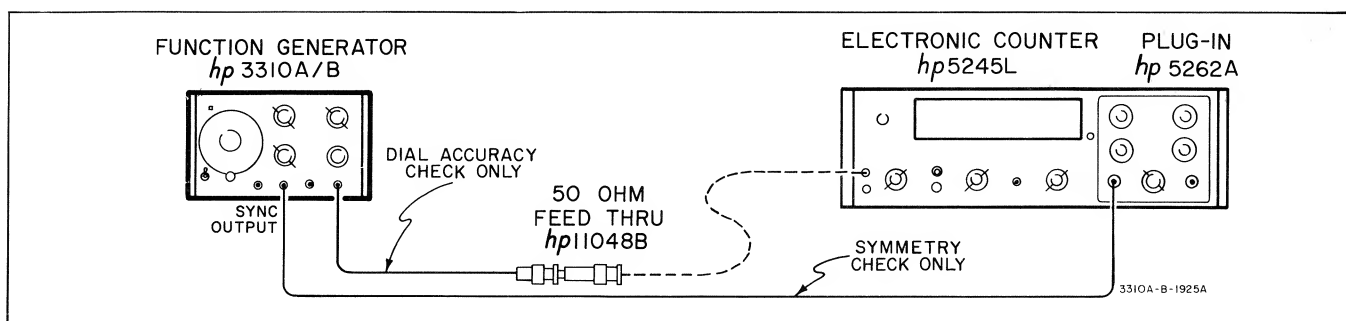 FUNCTION GENERATOR
hp 3310A/B
ELECTRONIC COUNTER
hp 5245L
PLUG-IN
hp 5262A
DIAL ACCURACY
CHECK ONLY
SYNC
OUTPUT
50 OHM
FEED THRU
hp 11048B
SYMMETRY
CHECK ONLY
3310A-B-1925A